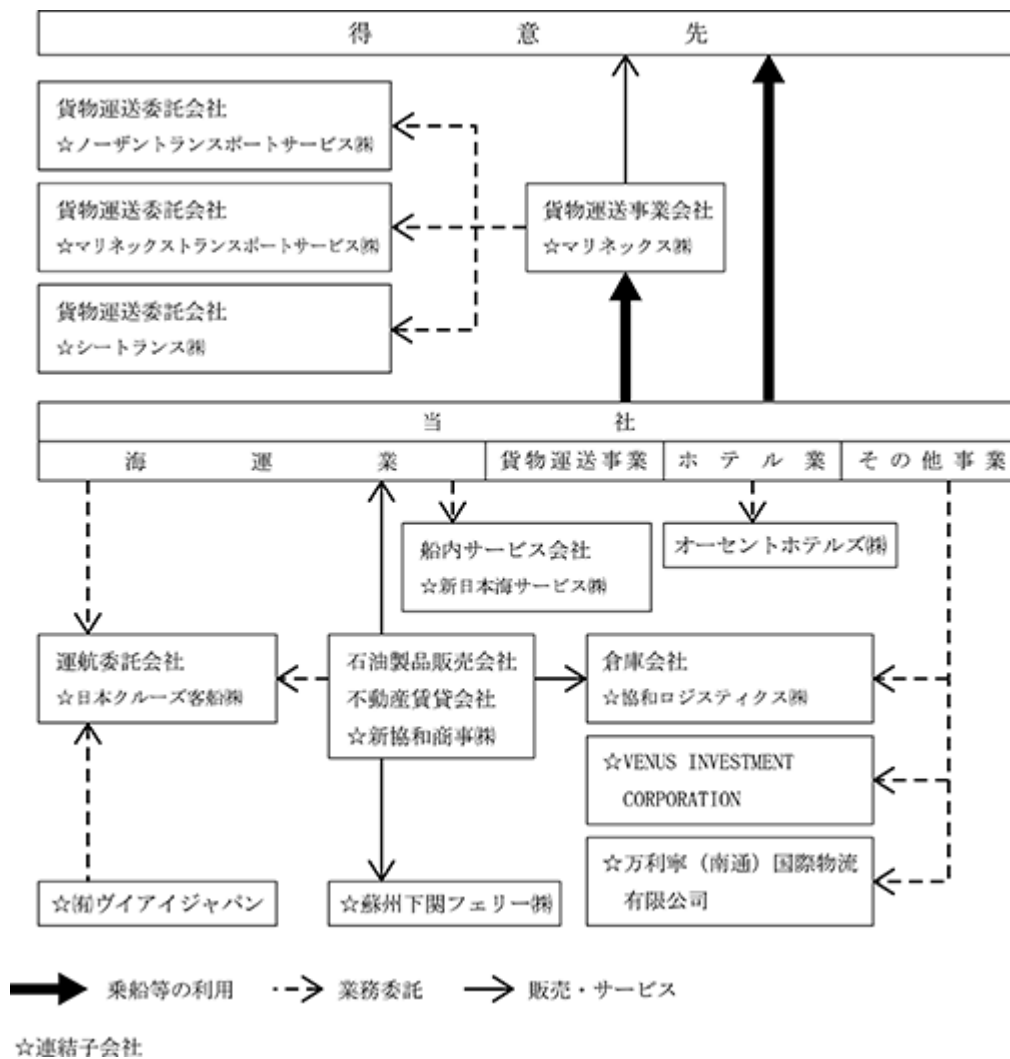 得意先
貨物運送委託会社
☆ノーザントランスポートサービス㈱
貨物運送委託会社
☆マリネックストランスポートサービス㈱
貨物運送事業会社
☆マリネックス㈱
貨物運送委託会社
☆シートランス㈱
当社
海運業 貨物運送事業 ホテル業 その他事業
船内サービス会社
☆新日本海サービス㈱
オーセントホテルズ㈱
運航委託会社
☆日本クルーズ客船㈱
石油製品販売会社
不動産賃貸会社
☆新協和商事㈱
倉庫会社
☆協和ロジスティクス㈱
☆VENUS INVESTMENT
CORPORATION
☆万利寧（南通）国際物流
有限公司
☆㈲ヴイアイジャパン
☆蘇州下関フェリー㈱
乗船等の利用 業務委託 販売・サービス
☆連結子会社